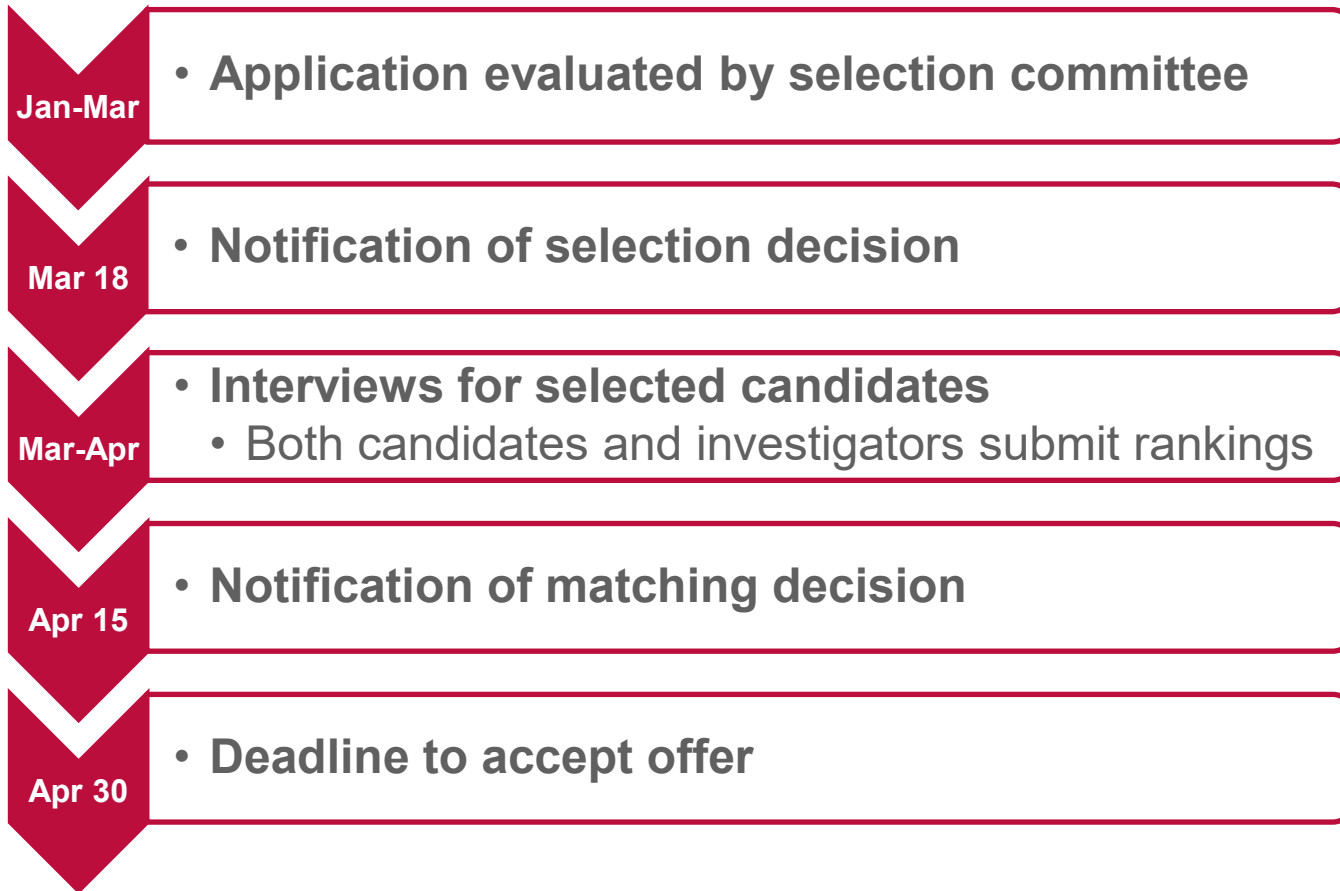 Jan-Mar
• Application evaluated by selection committee
Mar 18
• Notification of selection decision
Mar-Apr
• Interviews for selected candidates
• Both candidates and investigators submit rankings
Apr 15
• Notification of matching decision
Apr 30
• Deadline to accept offer